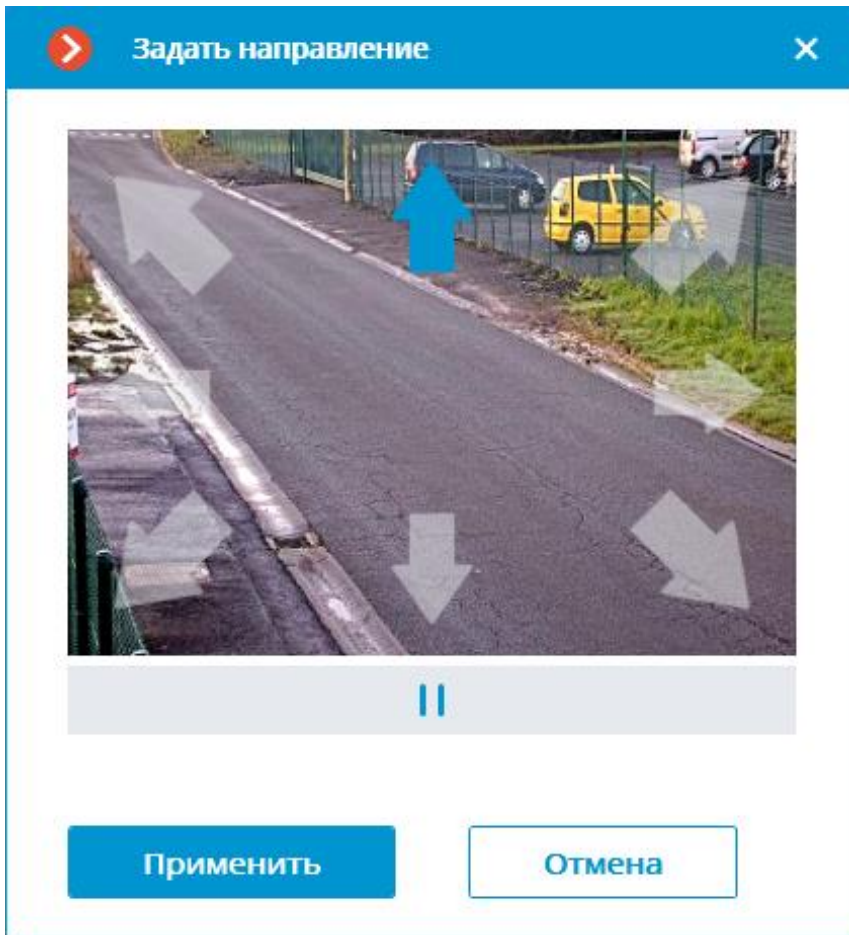 Задать направление
Применить
Отмена